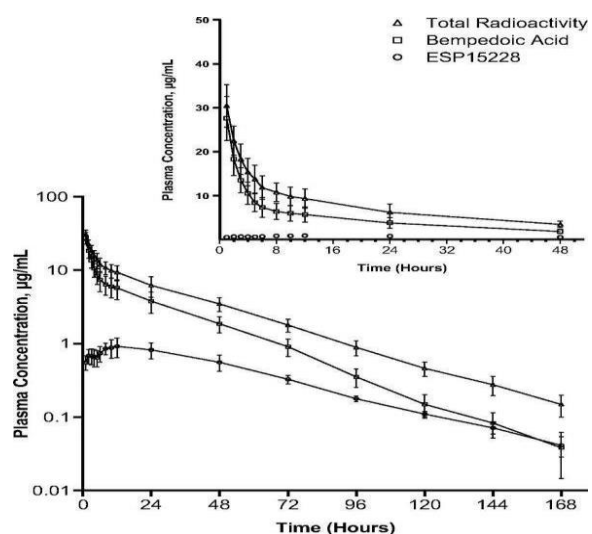 Total Radioactivity
Bempedoic Acid
ESP15228
Plasma Concentration, µg/mL
50
40
30
20
10
0 8 16 24 32 40 48
Time (Hours)
Plasma Concentration, µg/mL
100
10
1
0.1
0.01
0 24 48 72 96 120 144 168
Time (Hours)